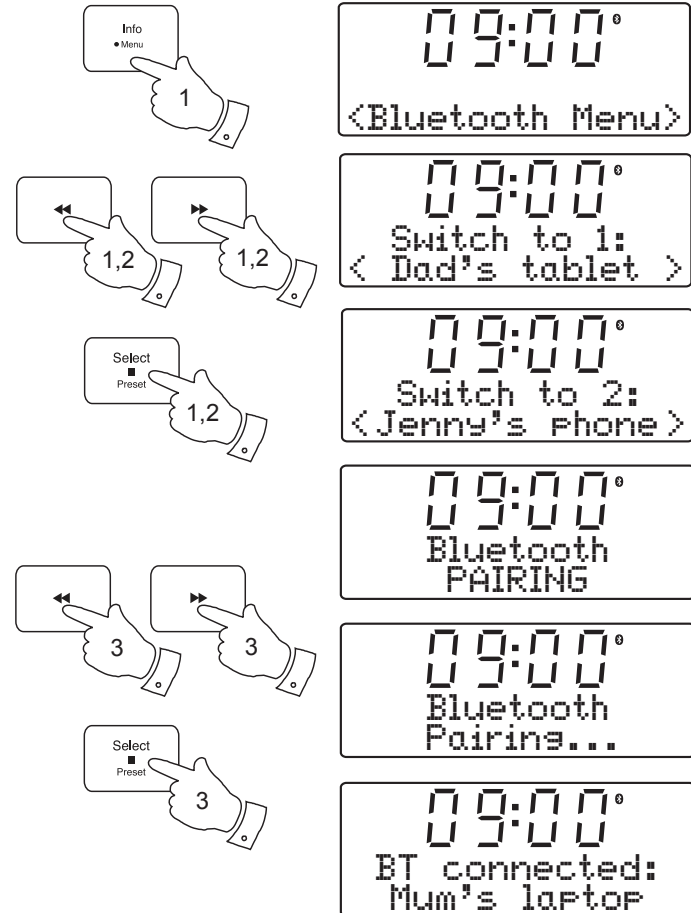 Info
• Menu
1
09:00
<Bluetooth Menu>
1,2
1,2
09:00
Switch to 1:
< Dad's tablet >
Select
Preset
1,2
09:00
Switch to 2:
<Jenny's phone>
09:00
Bluetooth
PAIRING
3
3
09:00
Bluetooth
Pairing...
Select
Preset
3
09:00
BT connected:
Mum's laptop